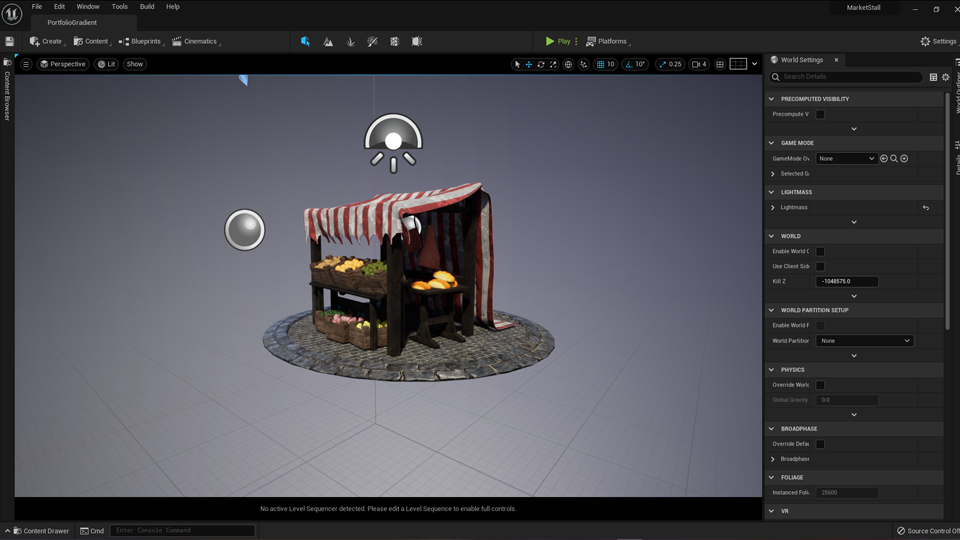 File Edit Window Tools Build Help MarketStall
PortfolioGradient
Create Content Blueprints Cinematics Play Platforms Settings
Content Browser
Perspective Lit Show 10 10° 0.25 4
World Settings
Search Details
PRECOMPUTED VISIBILITY
Precompute V
GAME MODE
GameMode Ov None
Selected G
LIGHTMASS
Lightmass
WORLD
Enable World C
Use Client Sid
Kill Z -1048575.0
WORLD PARTITION SETUP
Enable World P
World Partition None
PHYSICS
Override World
Global Gravity 0.0
BROADPHASE
Override Defau
Broadphase
FOLIAGE
Instanced Foli
VR
World Outliner
Details
No active Level Sequencer detected. Please edit a Level Sequence to enable full controls.
Content Drawer Cmd Enter Console Command Source Control Off